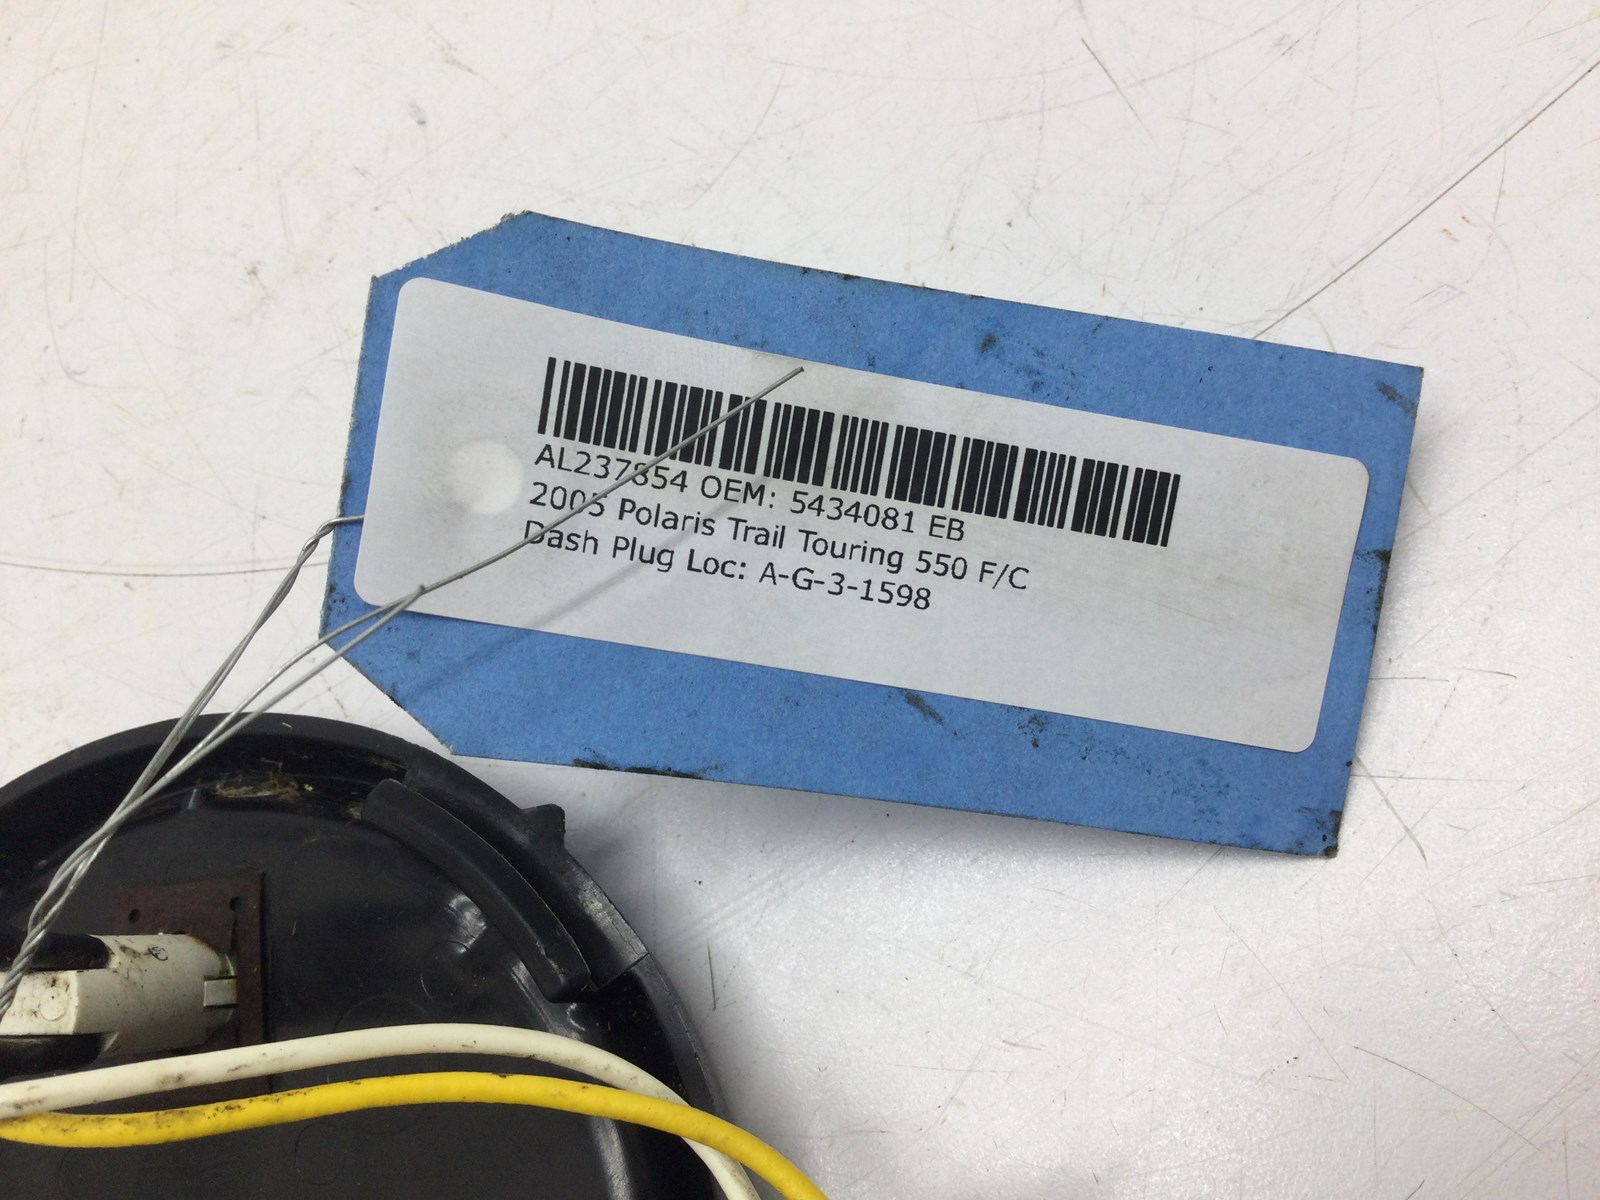 AL237854 OEM: 5434081 EB
2005 Polaris Trail Touring 550 F/C
Dash Plug Loc: A-G-3-1598